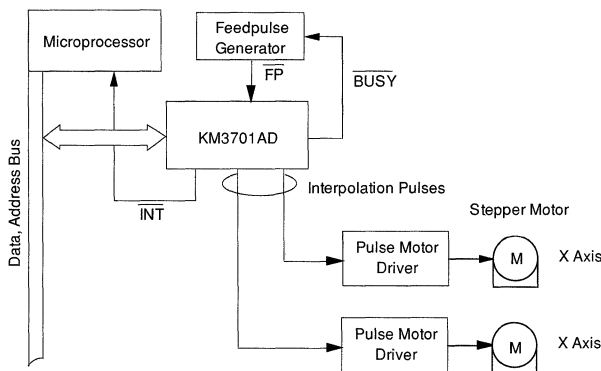 Microprocessor
Feedpulse
Generator
FP
BUSY
KM3701AD
Data, Address Bus
INT
Interpolation Pulses
Stepper Motor
Pulse Motor
Driver
M
X Axis
Pulse Motor
Driver
M
X Axis